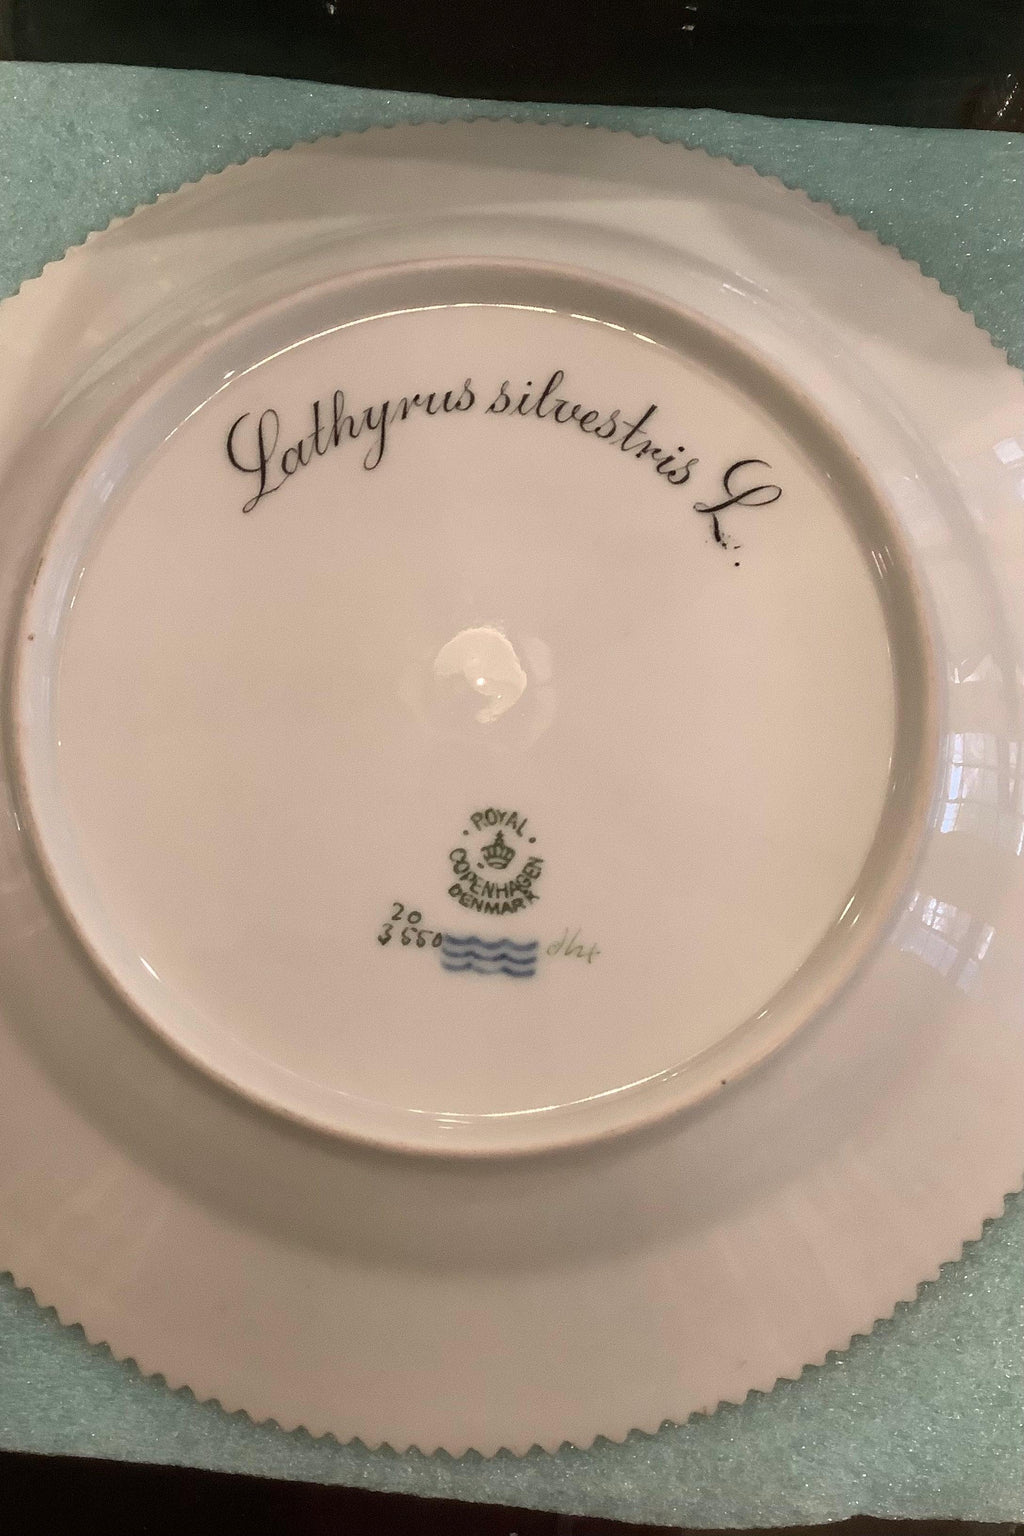 Lathyrus silvestris L.
ROYAL
COPENHAGEN
DENMARK
20
3550